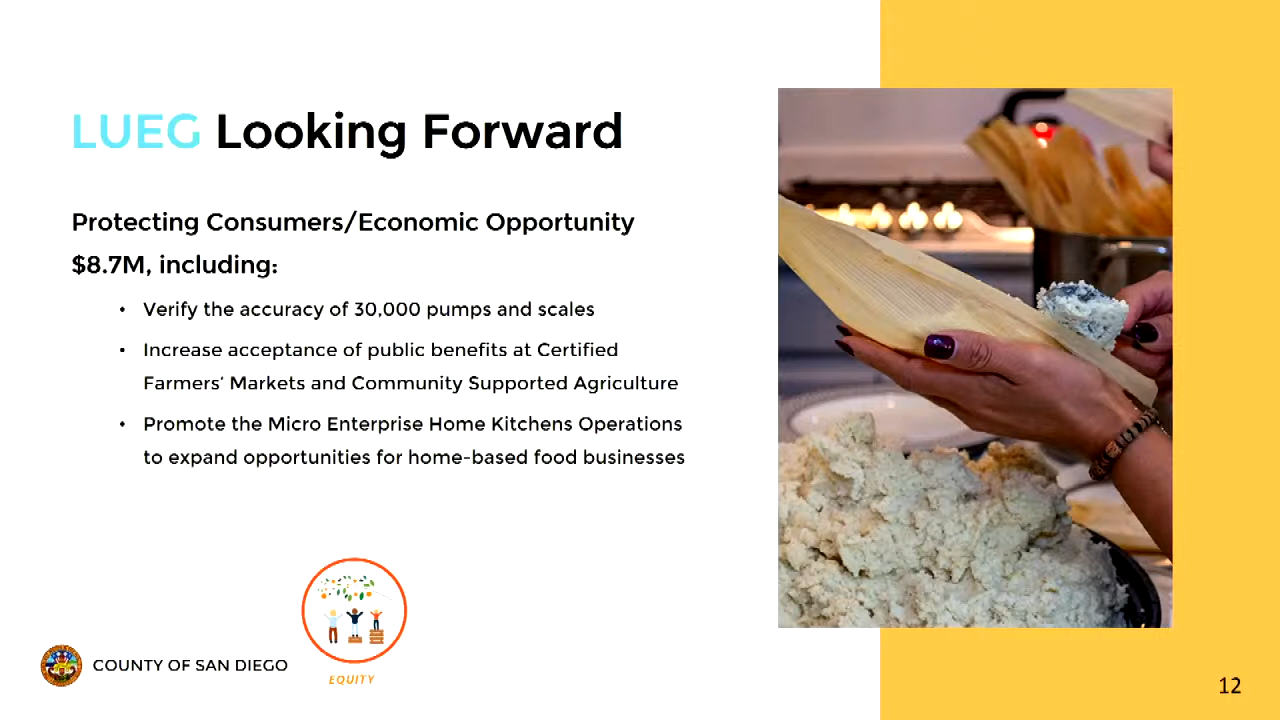 LUEG Looking Forward
Protecting Consumers/Economic Opportunity
$8.7M, including:
• Verify the accuracy of 30,000 pumps and scales
• Increase acceptance of public benefits at Certified
Farmers' Markets and Community Supported Agriculture
• Promote the Micro Enterprise Home Kitchens Operations
to expand opportunities for home-based food businesses
COUNTY OF SAN DIEGO
EQUITY
12